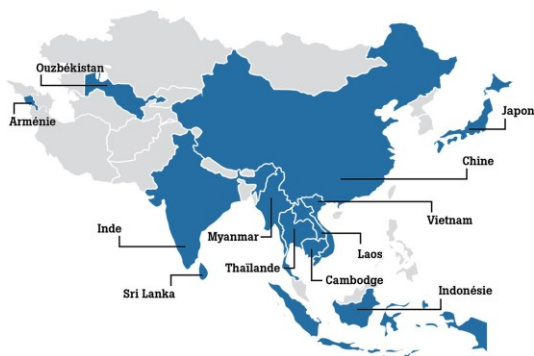 Ouzbékistan
Arménie
Japon
Chine
Vietnam
Inde
Myanmar
Laos
Thaïlande
Cambodge
Sri Lanka
Indonésie